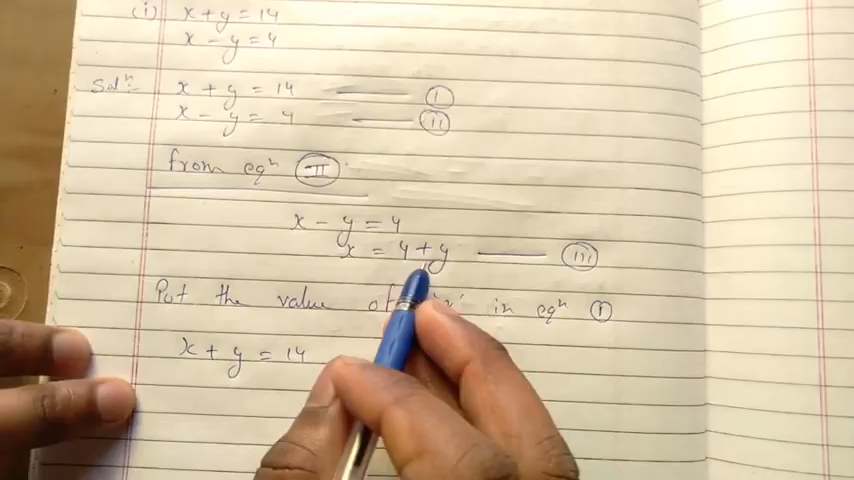 (i) x + y = 14
x - y = 4
Solⁿ:- x + y = 14 ——— (I)
x - y = 4 ——— (II)
from eqⁿ (II)
x - y = 4
x = 4 + y ——— (III)
Put the value of 'x' in eqⁿ (I)
x + y = 14